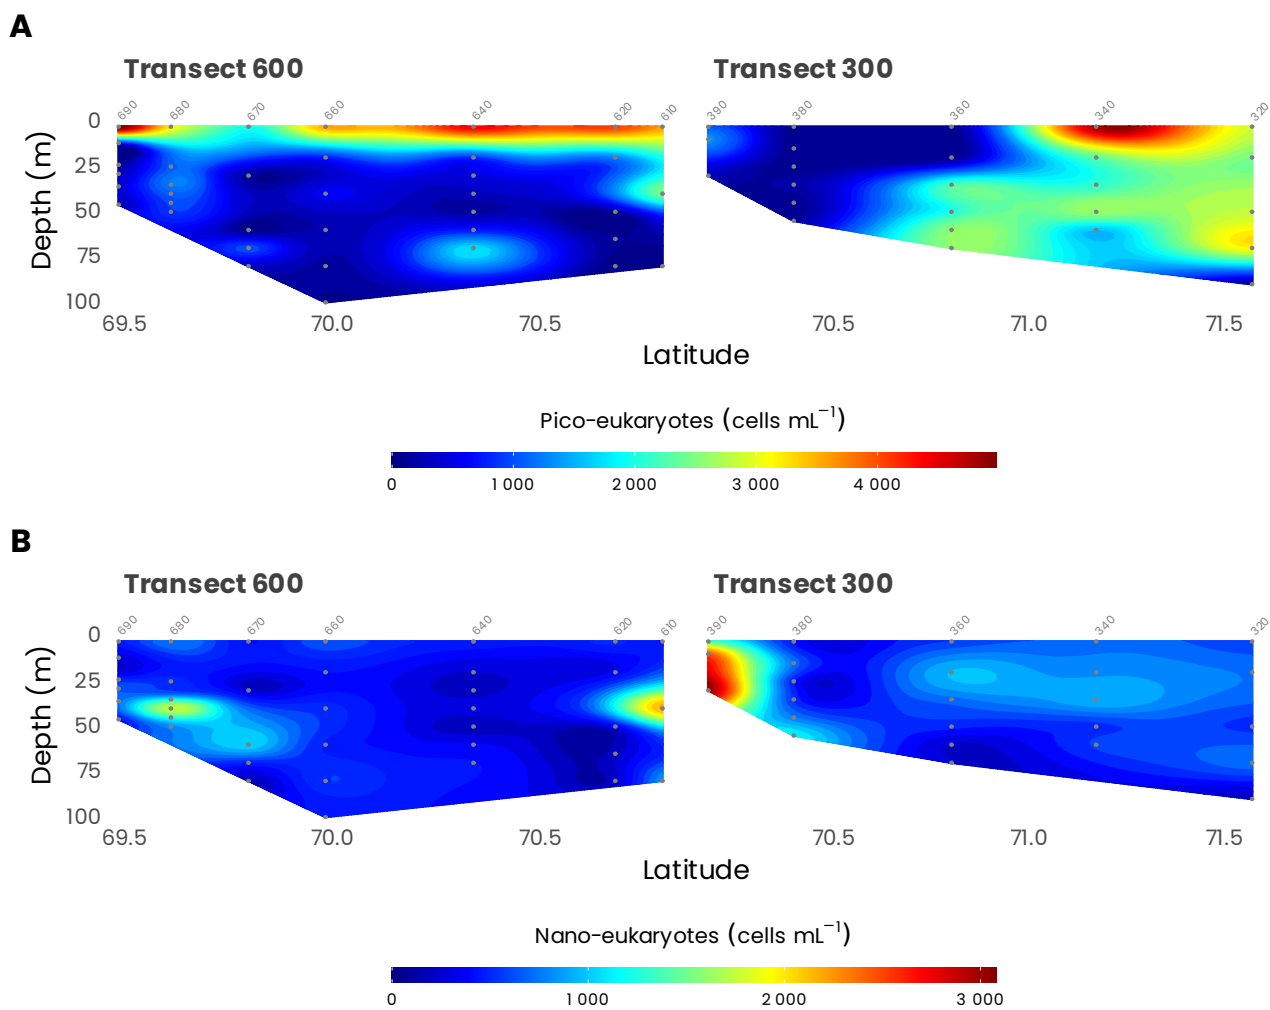 A
Transect 600 Transect 300
690 680 670 660 640 620 610 390 380 360 340 320
0
25
50
75
100
Depth (m)
69.5 70.0 70.5 70.5 71.0 71.5
Latitude
Pico-eukaryotes (cells mL⁻¹)
0 1 000 2 000 3 000 4 000
B
Transect 600 Transect 300
690 680 670 660 640 620 610 390 380 360 340 320
0
25
50
75
100
Depth (m)
69.5 70.0 70.5 70.5 71.0 71.5
Latitude
Nano-eukaryotes (cells mL⁻¹)
0 1 000 2 000 3 000